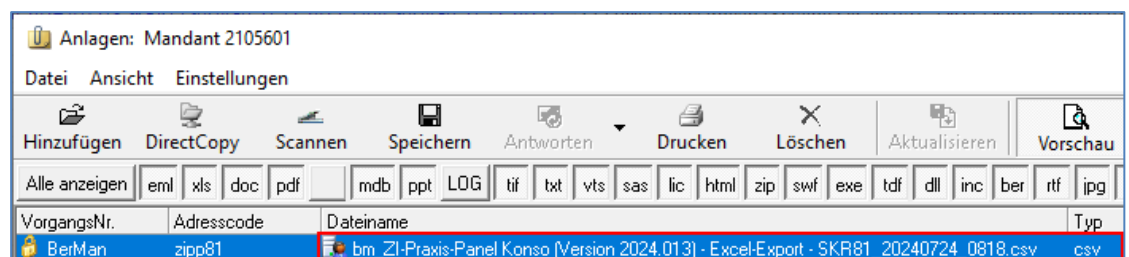 Anlagen: Mandant 2105601
Datei Ansicht Einstellungen
Hinzufügen DirectCopy Scannen Speichern Antworten Drucken Löschen Aktualisieren Vorschau
Alle anzeigen eml xls doc pdf mdb ppt LOG tif txt vts sas lic html zip swf exe tdf dll inc ber rtf jpg
VorgangsNr. Adresscode Dateiname Typ
BerMan zipp81 bm_ZI-Praxis-Panel Konso (Version 2024.013) - Excel-Export - SKR81_20240724_0818.csv csv